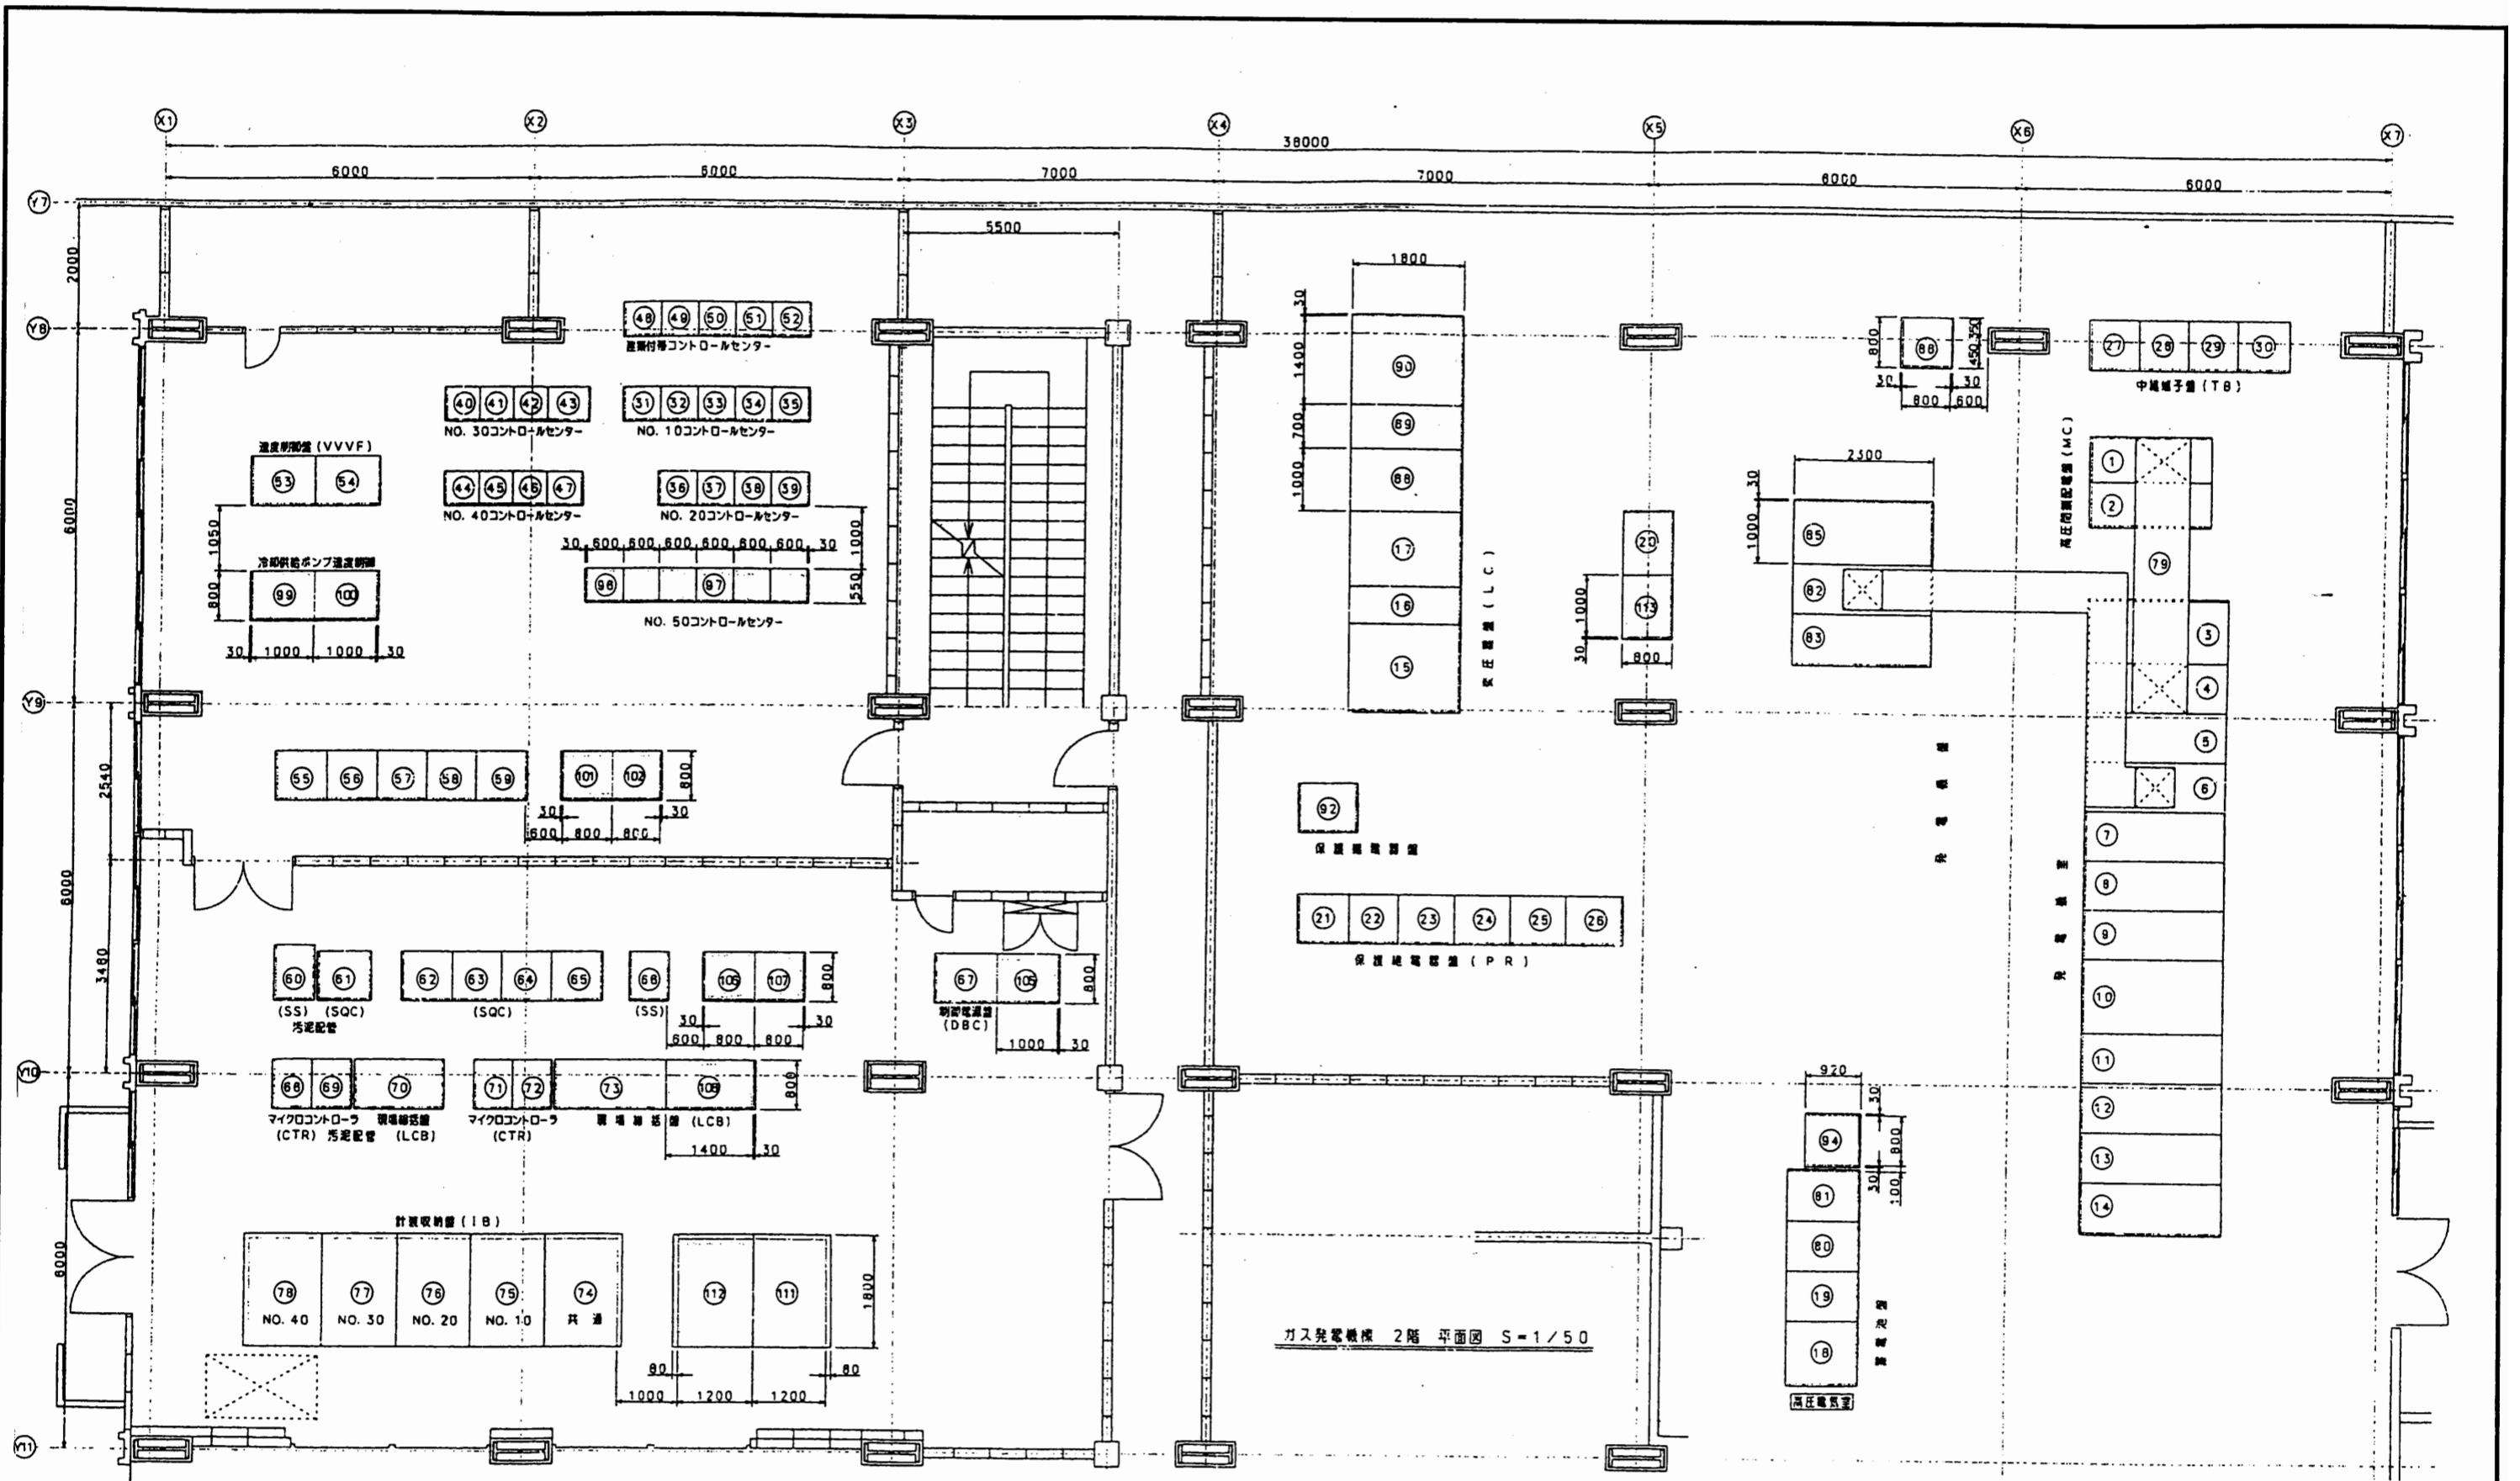 X1 X2 X3 X4 X5 X6 X7
38000
6000 6000 7000 7000 6000 6000
Y7
5500
2000
1800
Y8
48 49 50 51 52
建築付帯コントロールセンター
30
1400
90
800
86
450 350
30 30
800 600
27 28 29 30
中継端子盤(TB)
40 41 42 43
NO. 30コントロールセンター
31 32 33 34 35
NO. 10コントロールセンター
700
89
速度制御盤(VVVF)
53 54
44 45 46 47
NO. 40コントロールセンター
36 37 38 39
NO. 20コントロールセンター
1000
88
2300
30
高圧閉鎖配電盤(MC)
1
2
6000
1050
冷却供給ポンプ速度制御
99 100
800
30 1000 1000 30
30 600 600 600 600 600 600 30
1000
96 97
550
NO. 50コントロールセンター
17
16
15
変圧器盤(LC)
20
113
1000
30
800
1000
85
82
83
79
3
4
5
6
Y9
2540
55 56 57 58 59
101 102
800
30 30
600 800 800
92
保護継電器盤
発電機盤
7
8
9
10
11
12
13
14
発電機室
6000
3460
21 22 23 24 25 26
保護継電器盤(PR)
60 61
(SS) (SQC)
汚泥配管
62 63 64 65
(SQC)
66
(SS)
107
800
30 30
600 800 800
67 105
制御電源盤
(DBC)
800
1000 30
Y10
68 69 70
マイクロコントローラ 現場総括盤
(CTR) 汚泥配管 (LCB)
71 72 73 108
マイクロコントローラ 現場総括盤 (LCB)
(CTR)
800
1400 30
920
30
94
800
30
100
81
80
19
18
蓄電池盤
高圧電気室
6000
計装収納盤(IB)
78 77 76 75 74
NO. 40 NO. 30 NO. 20 NO. 10 共通
112 111
1800
80 80
1000 1200 1200
ガス発電機棟 2階 平面図 S=1/50
Y11